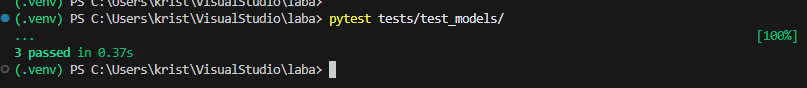 (.venv) PS C:\Users\krist\VisualStudio\laba>
(.venv) PS C:\Users\krist\VisualStudio\laba> pytest tests/test_models/
... [100%]
3 passed in 0.37s
(.venv) PS C:\Users\krist\VisualStudio\laba>